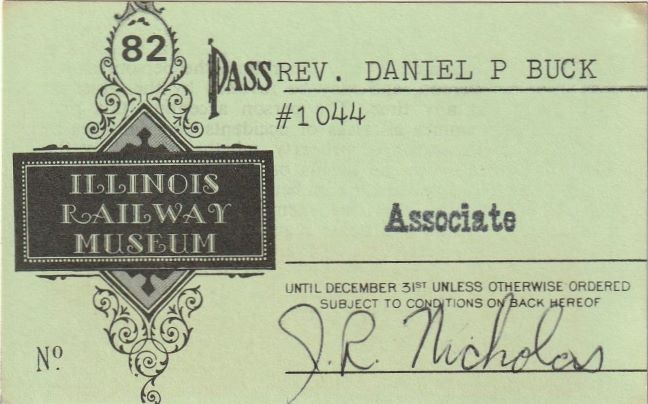 82
PASS REV. DANIEL P BUCK
#1044
ILLINOIS
RAILWAY
MUSEUM
Associate
UNTIL DECEMBER 31ST UNLESS OTHERWISE ORDERED
SUBJECT TO CONDITIONS ON BACK HEREOF
J.R. Nicholas
No.